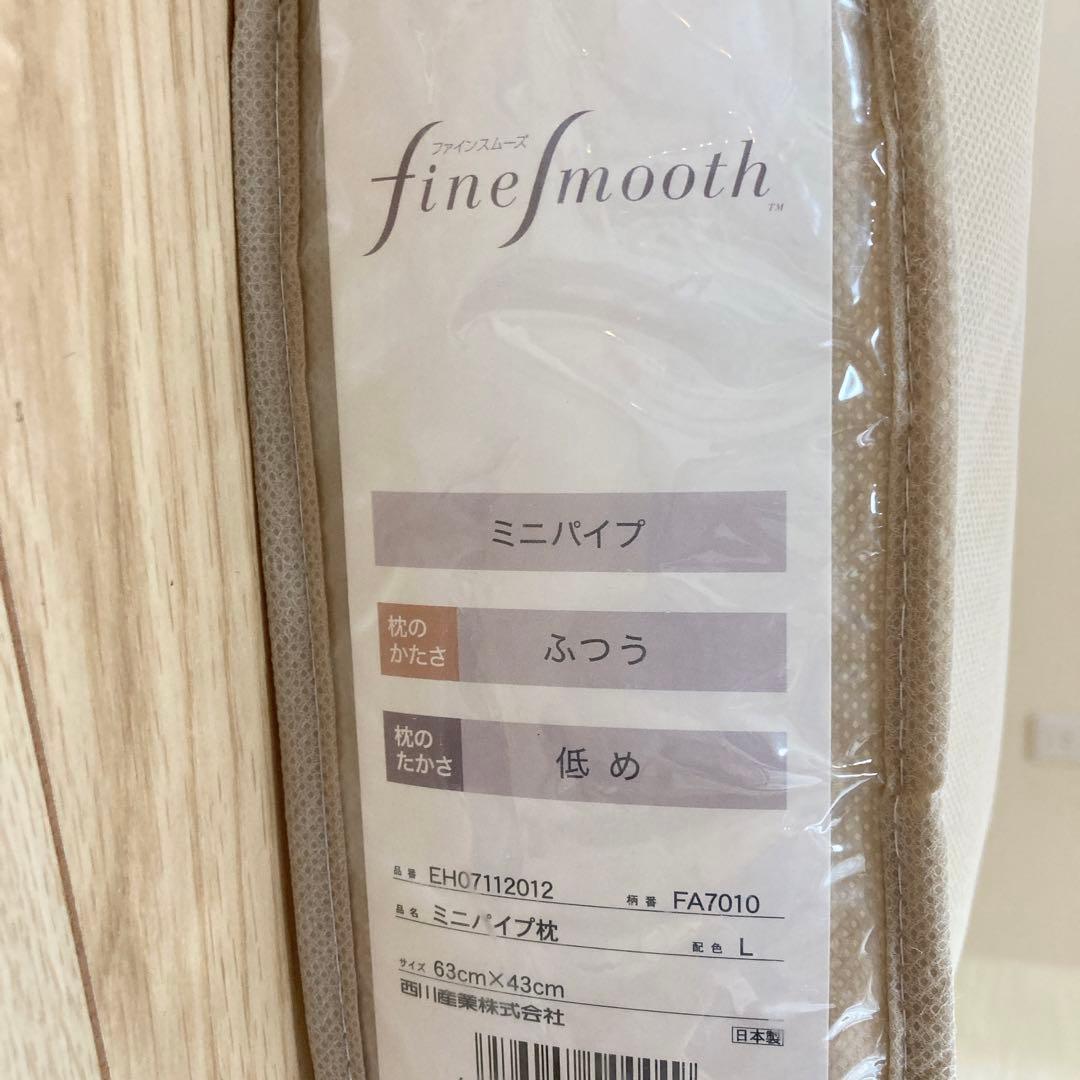 ファインスムーズ
fine Smooth™
ミニパイプ
枕の
かたさ
ふつう
枕の
たかさ
低め
品番 EH07112012 柄番 FA7010
品名 ミニパイプ枕 配色 L
サイズ 63cm×43cm
西川産業株式会社
日本製